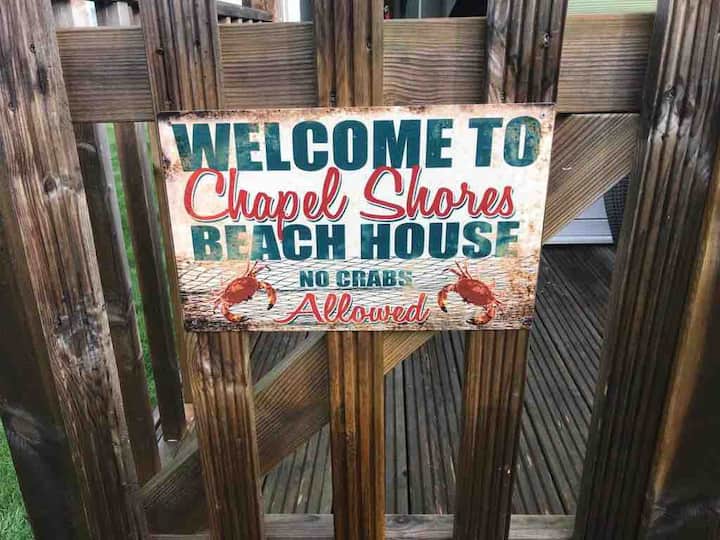 WELCOME TO
Chapel Shores
BEACH HOUSE
NO CRABS
Allowed